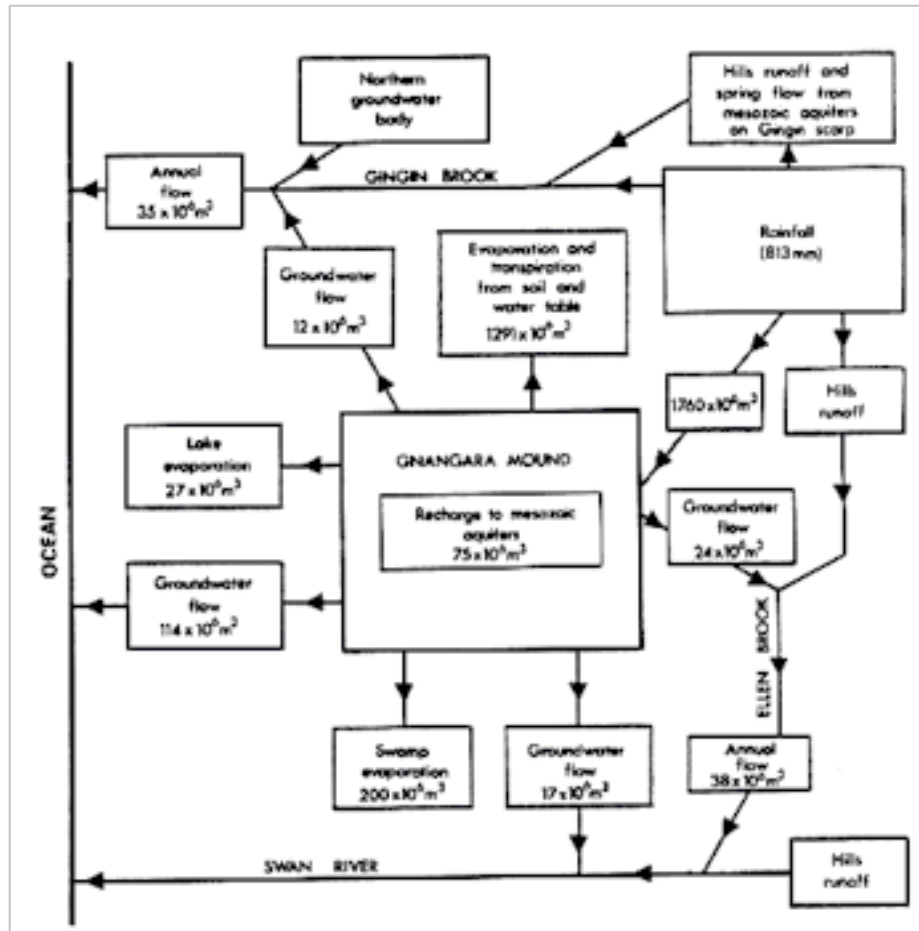 Northern
groundwater
body
Hills runoff and
spring flow from
mesozoic aquifers
on Gingin scarp
Annual
flow
35 x 10⁶m³
GINGIN BROOK
Rainfall
(813 mm)
Groundwater
flow
12 x 10⁶m³
Evaporation and
transpiration
from soil and
water table
1291 x 10⁶m³
1760 x 10⁶m³
Hills
runoff
Lake
evaporation
27 x 10⁶m³
GNANGARA MOUND
Recharge to mesozoic
aquifers
75 x 10⁶m³
Groundwater
flow
24 x 10⁶m³
OCEAN
Groundwater
flow
114 x 10⁶m³
ELLEN BROOK
Swamp
evaporation
200 x 10⁶m³
Groundwater
flow
17 x 10⁶m³
Annual
flow
38 x 10⁶m³
SWAN RIVER
Hills
runoff